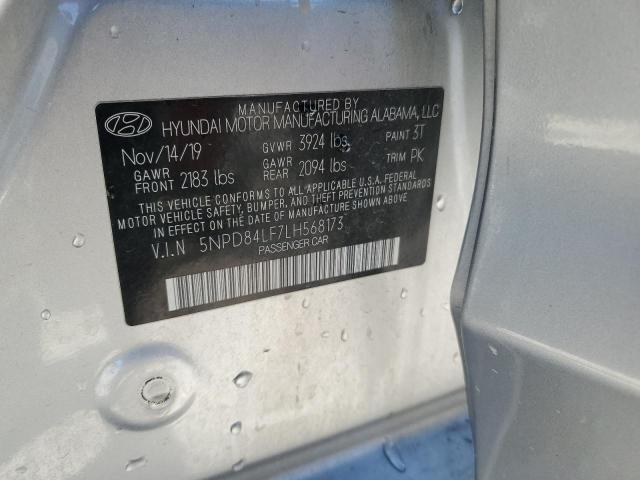 MANUFACTURED BY
HYUNDAI MOTOR MANUFACTURING ALABAMA, LLC
Nov/14/19 GVWR 3924 lbs. PAINT 3T
GAWR FRONT 2183 lbs GAWR REAR 2094 lbs TRIM PK
THIS VEHICLE CONFORMS TO ALL APPLICABLE U.S.A. FEDERAL
MOTOR VEHICLE SAFETY, BUMPER, AND THEFT PREVENTION STANDARDS
IN EFFECT ON THE DATE OF MANUFACTURE SHOWN ABOVE.
V.I.N 5NPD84LF7LH568173
PASSENGER CAR